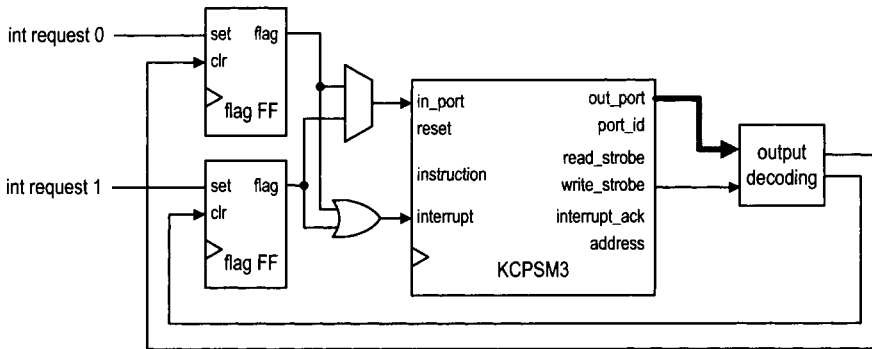 int request 0
set
flag
clr
flag FF
int request 1
set
flag
clr
flag FF
in_port
reset
instruction
interrupt
out_port
port_id
read_strobe
write_strobe
interrupt_ack
address
KCPSM3
output
decoding